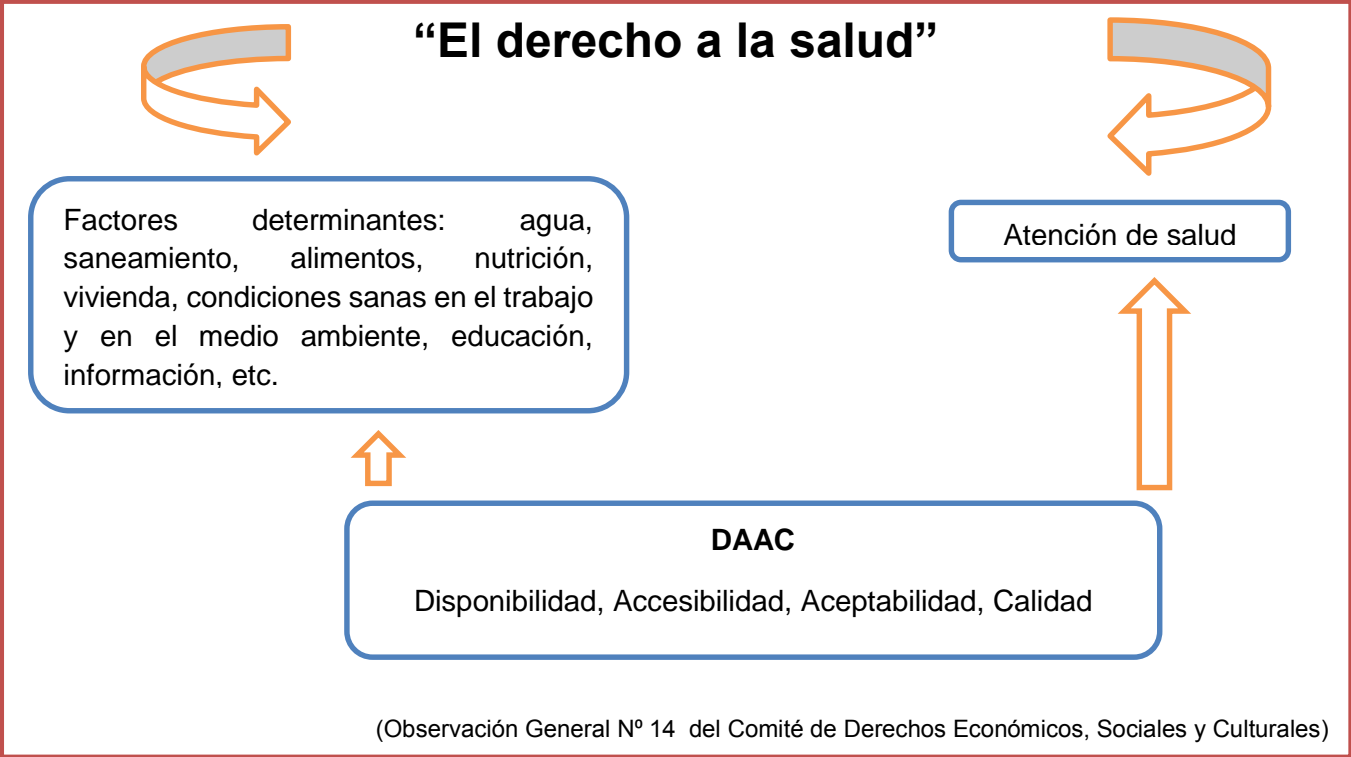 “El derecho a la salud”
Factores determinantes: agua,
saneamiento, alimentos, nutrición,
vivienda, condiciones sanas en el trabajo
y en el medio ambiente, educación,
información, etc.
Atención de salud
DAAC
Disponibilidad, Accesibilidad, Aceptabilidad, Calidad
(Observación General Nº 14 del Comité de Derechos Económicos, Sociales y Culturales)